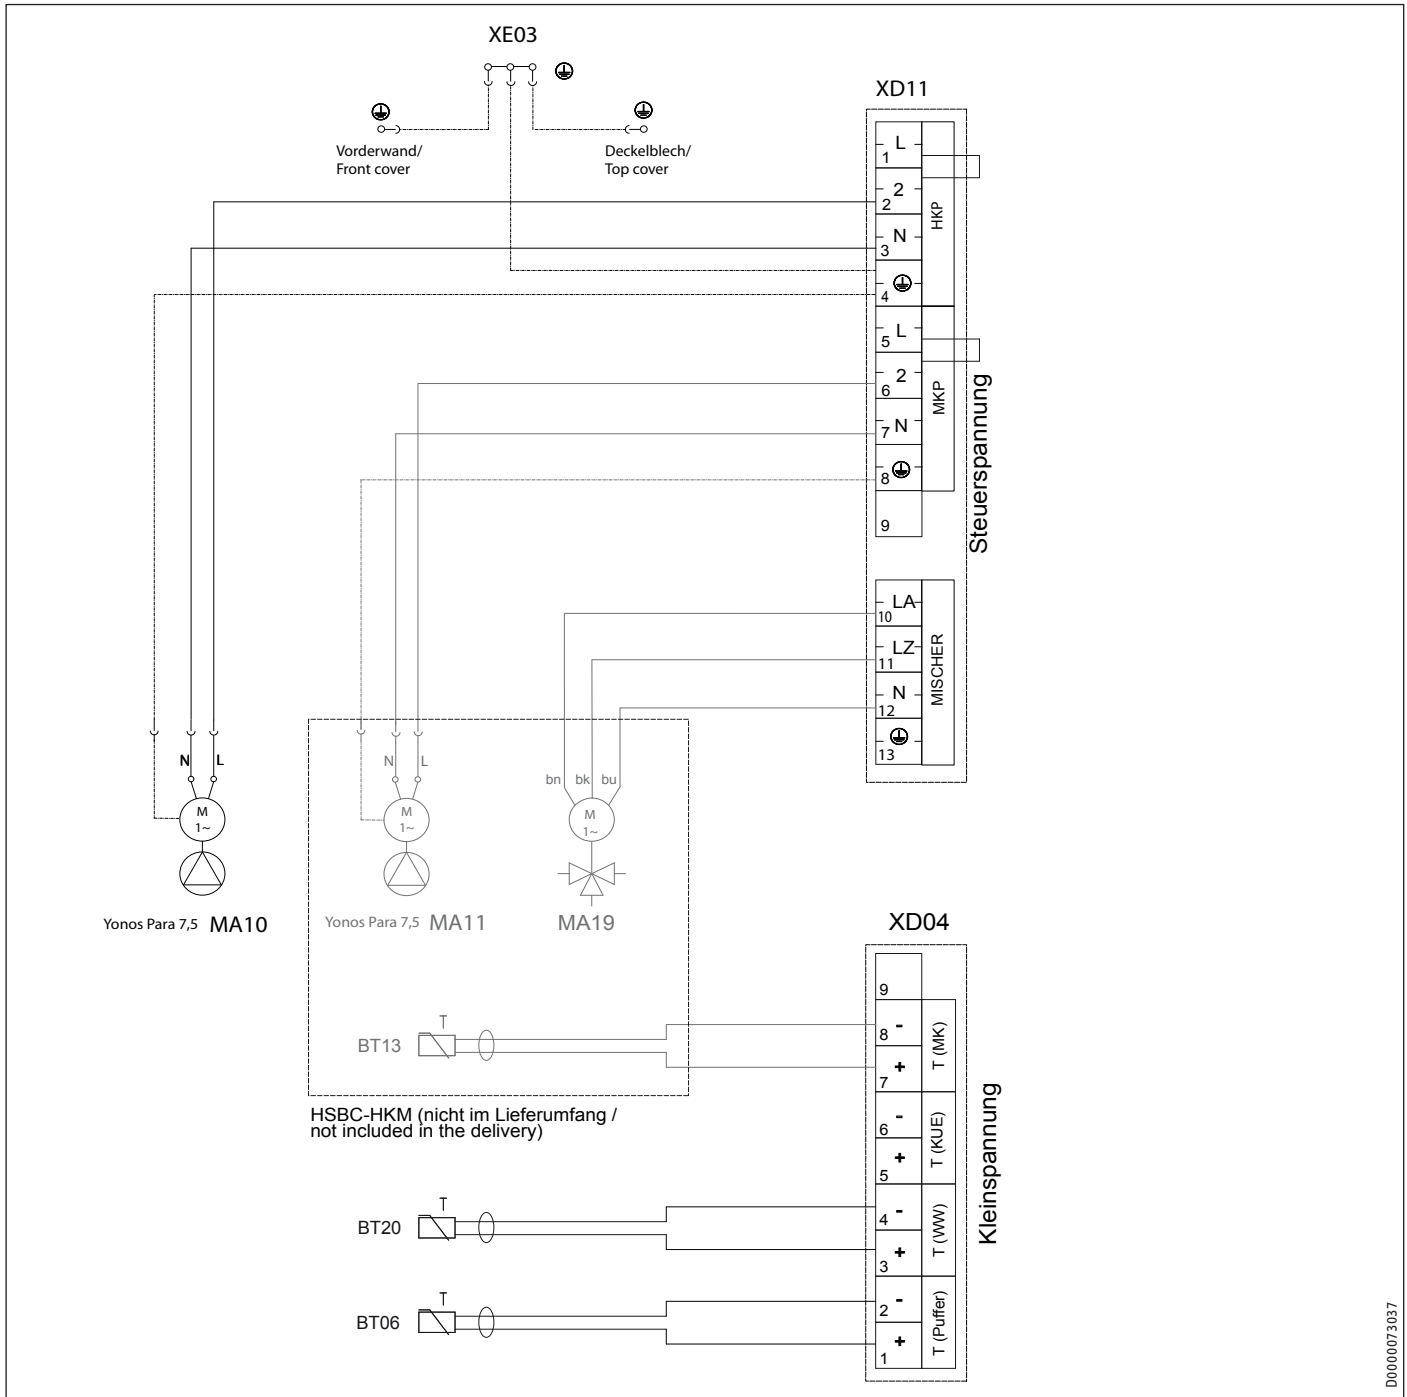 XE03
XD11
Vorderwand/
Front cover
Deckelblech/
Top cover
L
1
2
2
N
3
4
HKP
L
5
2
6
N
7
8
MKP
9
Steuerspannung
LA
10
LZ
11
N
12
13
MISCHER
N
L
M
1~
Yonos Para 7,5 MA10
N
L
M
1~
Yonos Para 7,5 MA11
bn
bk
bu
M
1~
MA19
T
BT13
HSBC-HKM (nicht im Lieferumfang /
not included in the delivery)
T
BT20
T
BT06
XD04
9
8 -
7 +
T (MK)
6 -
5 +
T (KUE)
4 -
3 +
T (WW)
2 -
1 +
T (Puffer)
Kleinspannung
D0000073037